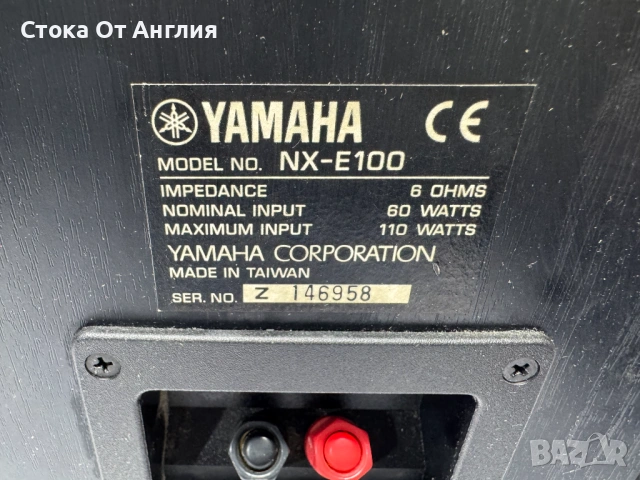 Стока От Англия
YAMAHA CE
MODEL NO. NX-E100
IMPEDANCE 6 OHMS
NOMINAL INPUT 60 WATTS
MAXIMUM INPUT 110 WATTS
YAMAHA CORPORATION
MADE IN TAIWAN
SER. NO. Z 146958
BAZAR